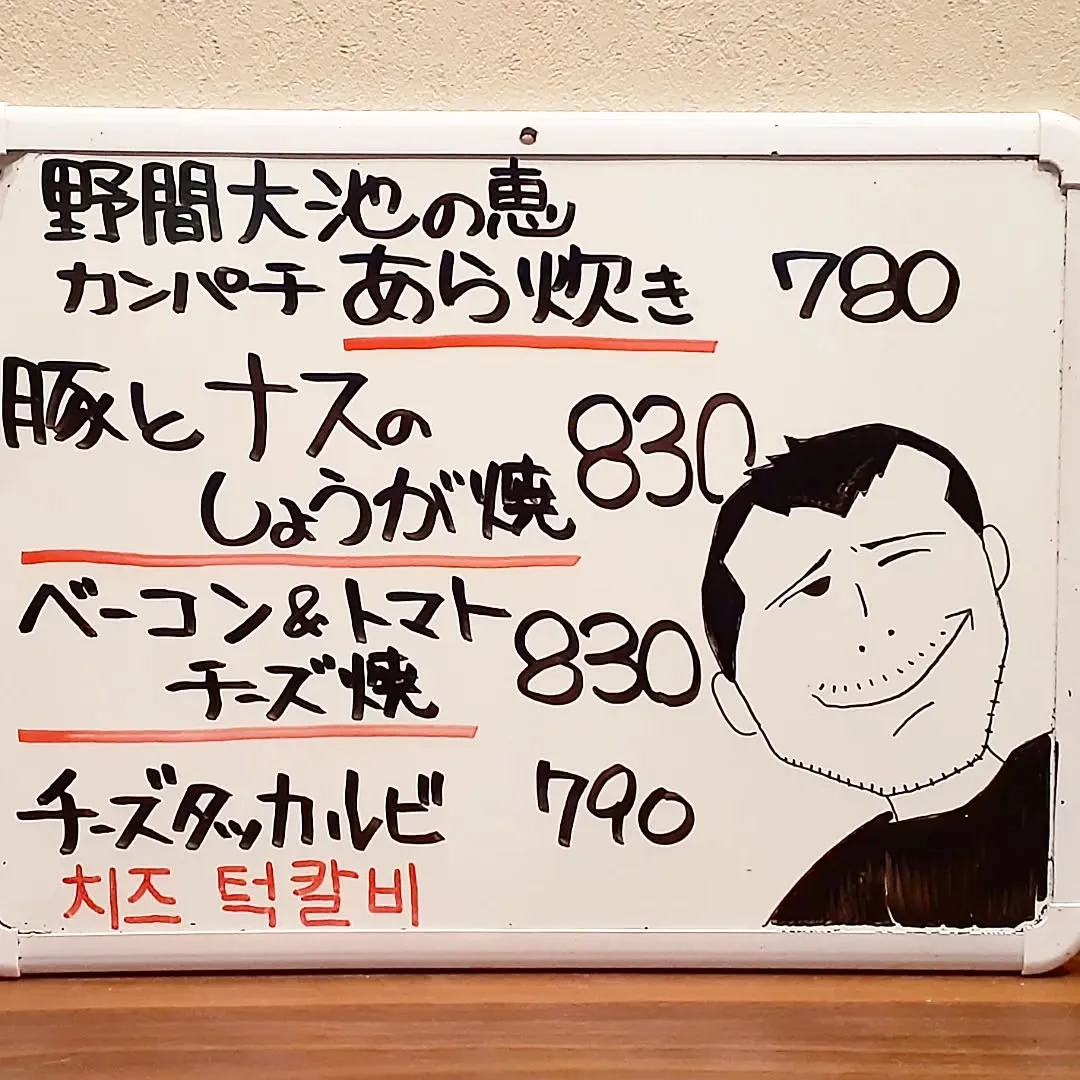 野間大池の恵
カンパチ あら炊き 780
豚とナスの
しょうが焼 830
ベーコン&トマト
チーズ焼 830
チーズタッカルビ 790
치즈 턱칼비